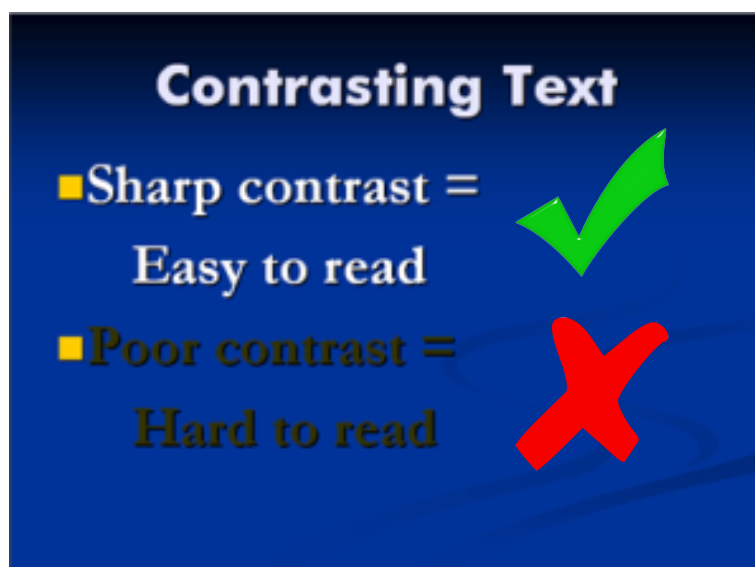 Contrasting Text
Sharp contrast =
Easy to read
Poor contrast =
Hard to read